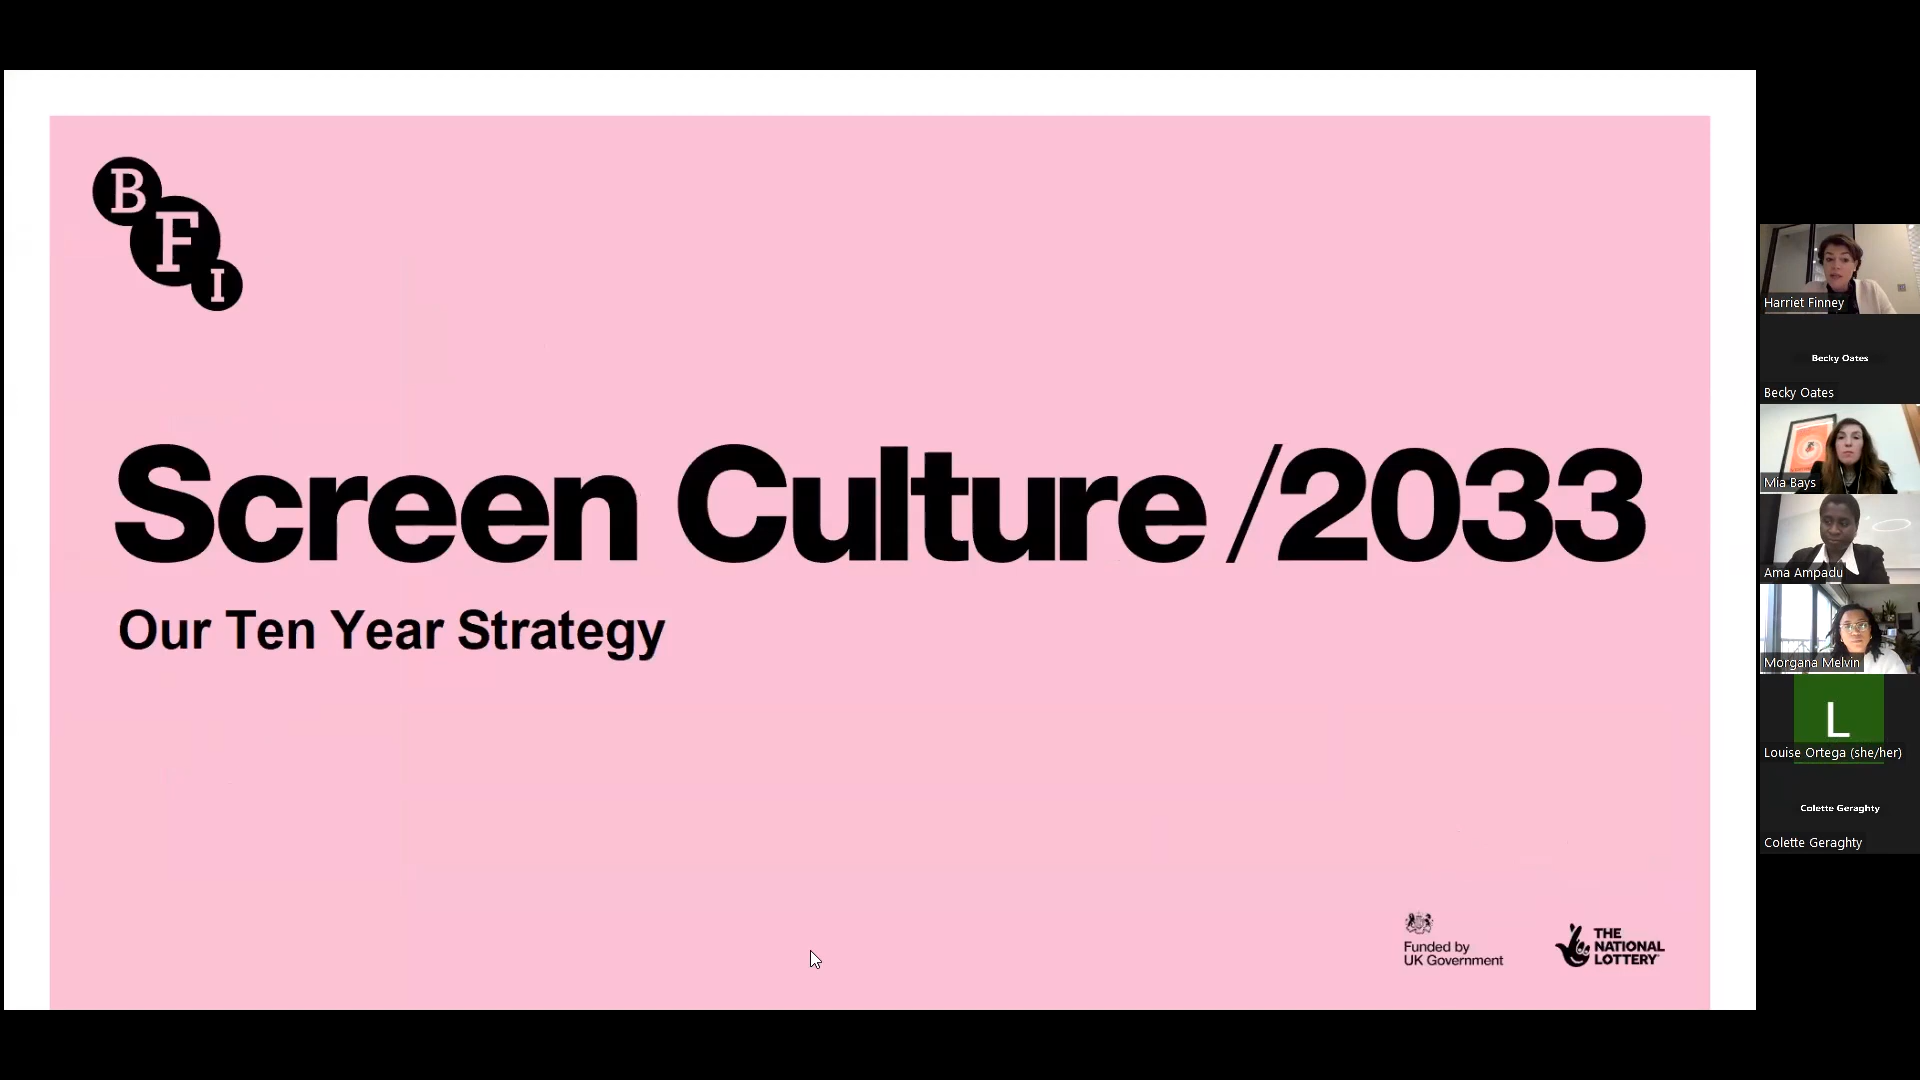 B
F
I
Screen Culture /2033
Our Ten Year Strategy
Funded by
UK Government
THE
NATIONAL
LOTTERY
Harriet Finney
Becky Oates
Becky Oates
Mia Bays
Ama Ampadu
Morgana Melvin
L
Louise Ortega (she/her)
Colette Geraghty
Colette Geraghty